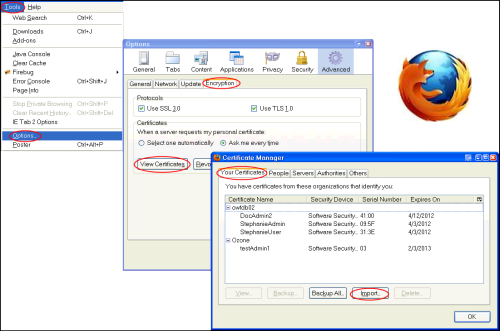 Tools Help
Web Search Ctrl+K
Downloads Ctrl+J
Add-ons
Java Console
Clear Cache
Firebug
Error Console Ctrl+Shift+J
Page Info
Stop Private Browsing Ctrl+Shift+P
Clear Recent History... Ctrl+Shift+Del
IE Tab 2 Options
Options...
Poster Ctrl+Alt+P
Options
General Tabs Content Applications Privacy Security Advanced
General Network Update Encryption
Protocols
Use SSL 3.0 Use TLS 1.0
Certificates
When a server requests my personal certificate:
Select one automatically Ask me every time
View Certificates Revo
Certificate Manager
Your Certificates People Servers Authorities Others
You have certificates from these organizations that identify you:
Certificate Name Security Device Serial Number Expires On
owfdb02
DocAdmin2 Software Security... 41:00 4/12/2012
StephanieAdmin Software Security... 09:5F 4/3/2012
StephanieUser Software Security... 31:3E 4/3/2012
Ozone
testAdmin1 Software Security... 03 2/3/2013
View... Backup... Backup All... Import... Delete...
OK